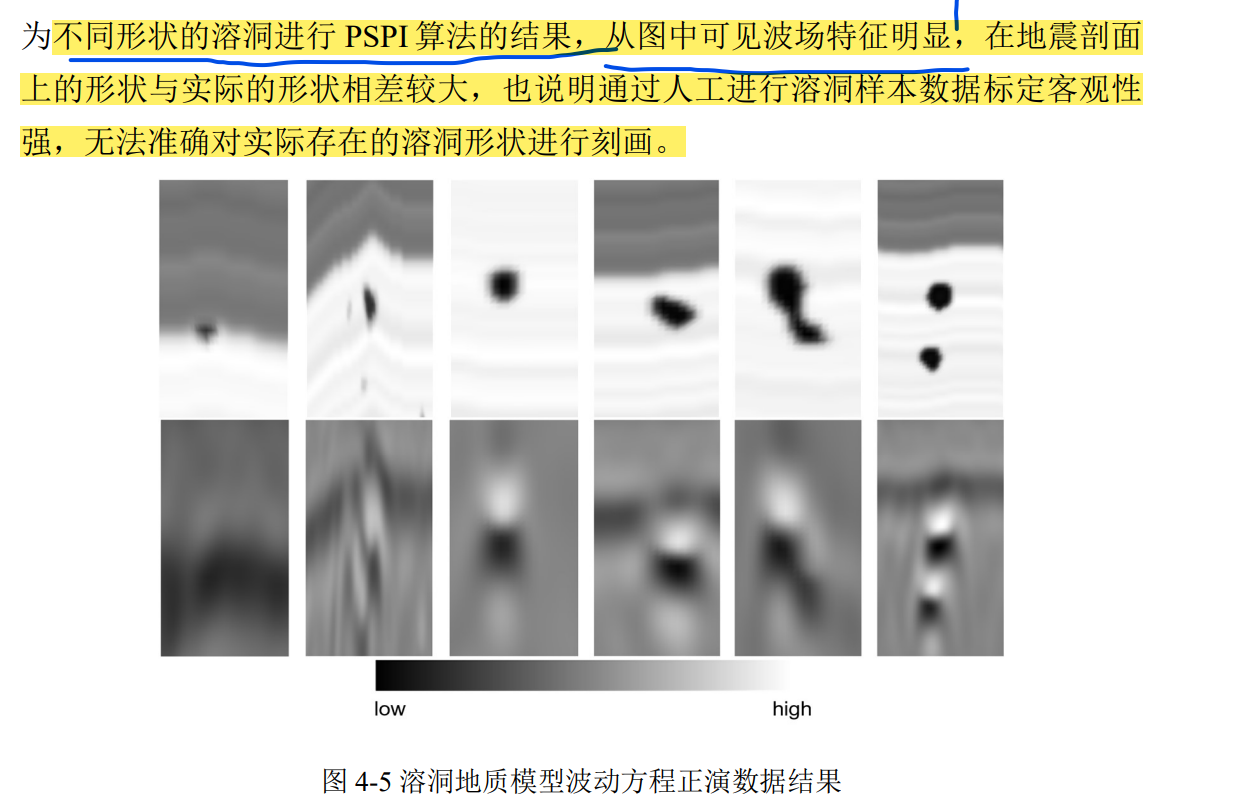 为不同形状的溶洞进行 PSPI 算法的结果，从图中可见波场特征明显，在地震剖面
上的形状与实际的形状相差较大，也说明通过人工进行溶洞样本数据标定客观性
强，无法准确对实际存在的溶洞形状进行刻画。
low high
图 4-5 溶洞地质模型波动方程正演数据结果